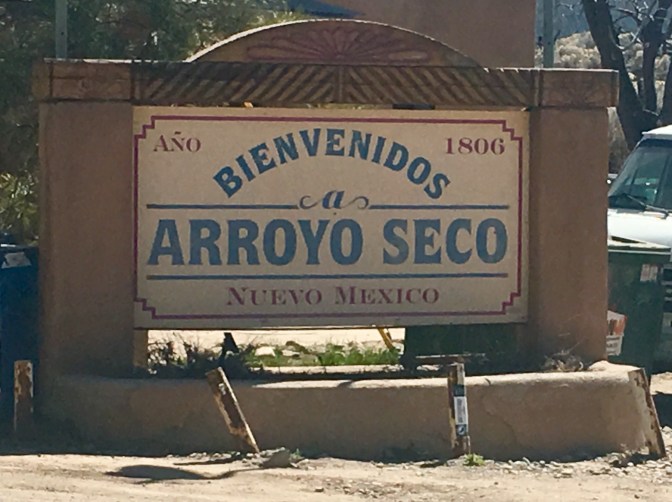 AÑO 1806
BIENVENIDOS
a
ARROYO SECO
NUEVO MEXICO